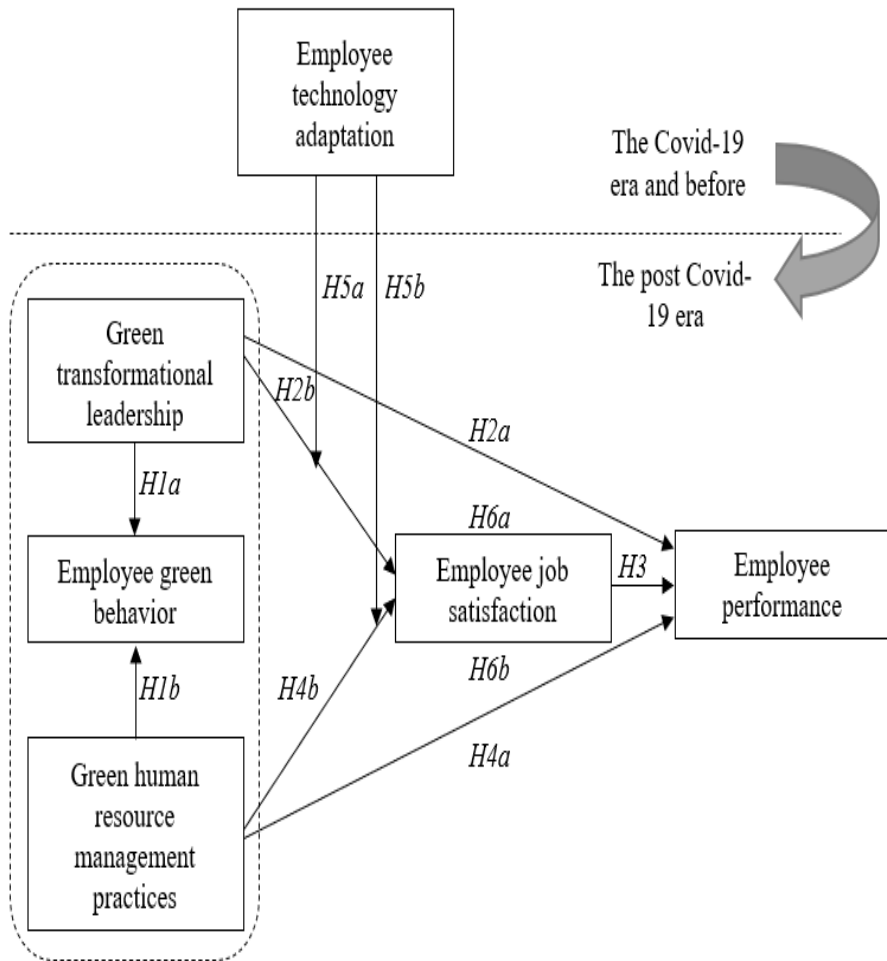 Employee
technology
adaptation
The Covid-19
era and before
The post Covid-
19 era
H5a
H5b
Green
transformational
leadership
H2b
H2a
H1a
H6a
Employee green
behavior
Employee job
satisfaction
H3
Employee
performance
H1b
H4b
H6b
H4a
Green human
resource
management
practices